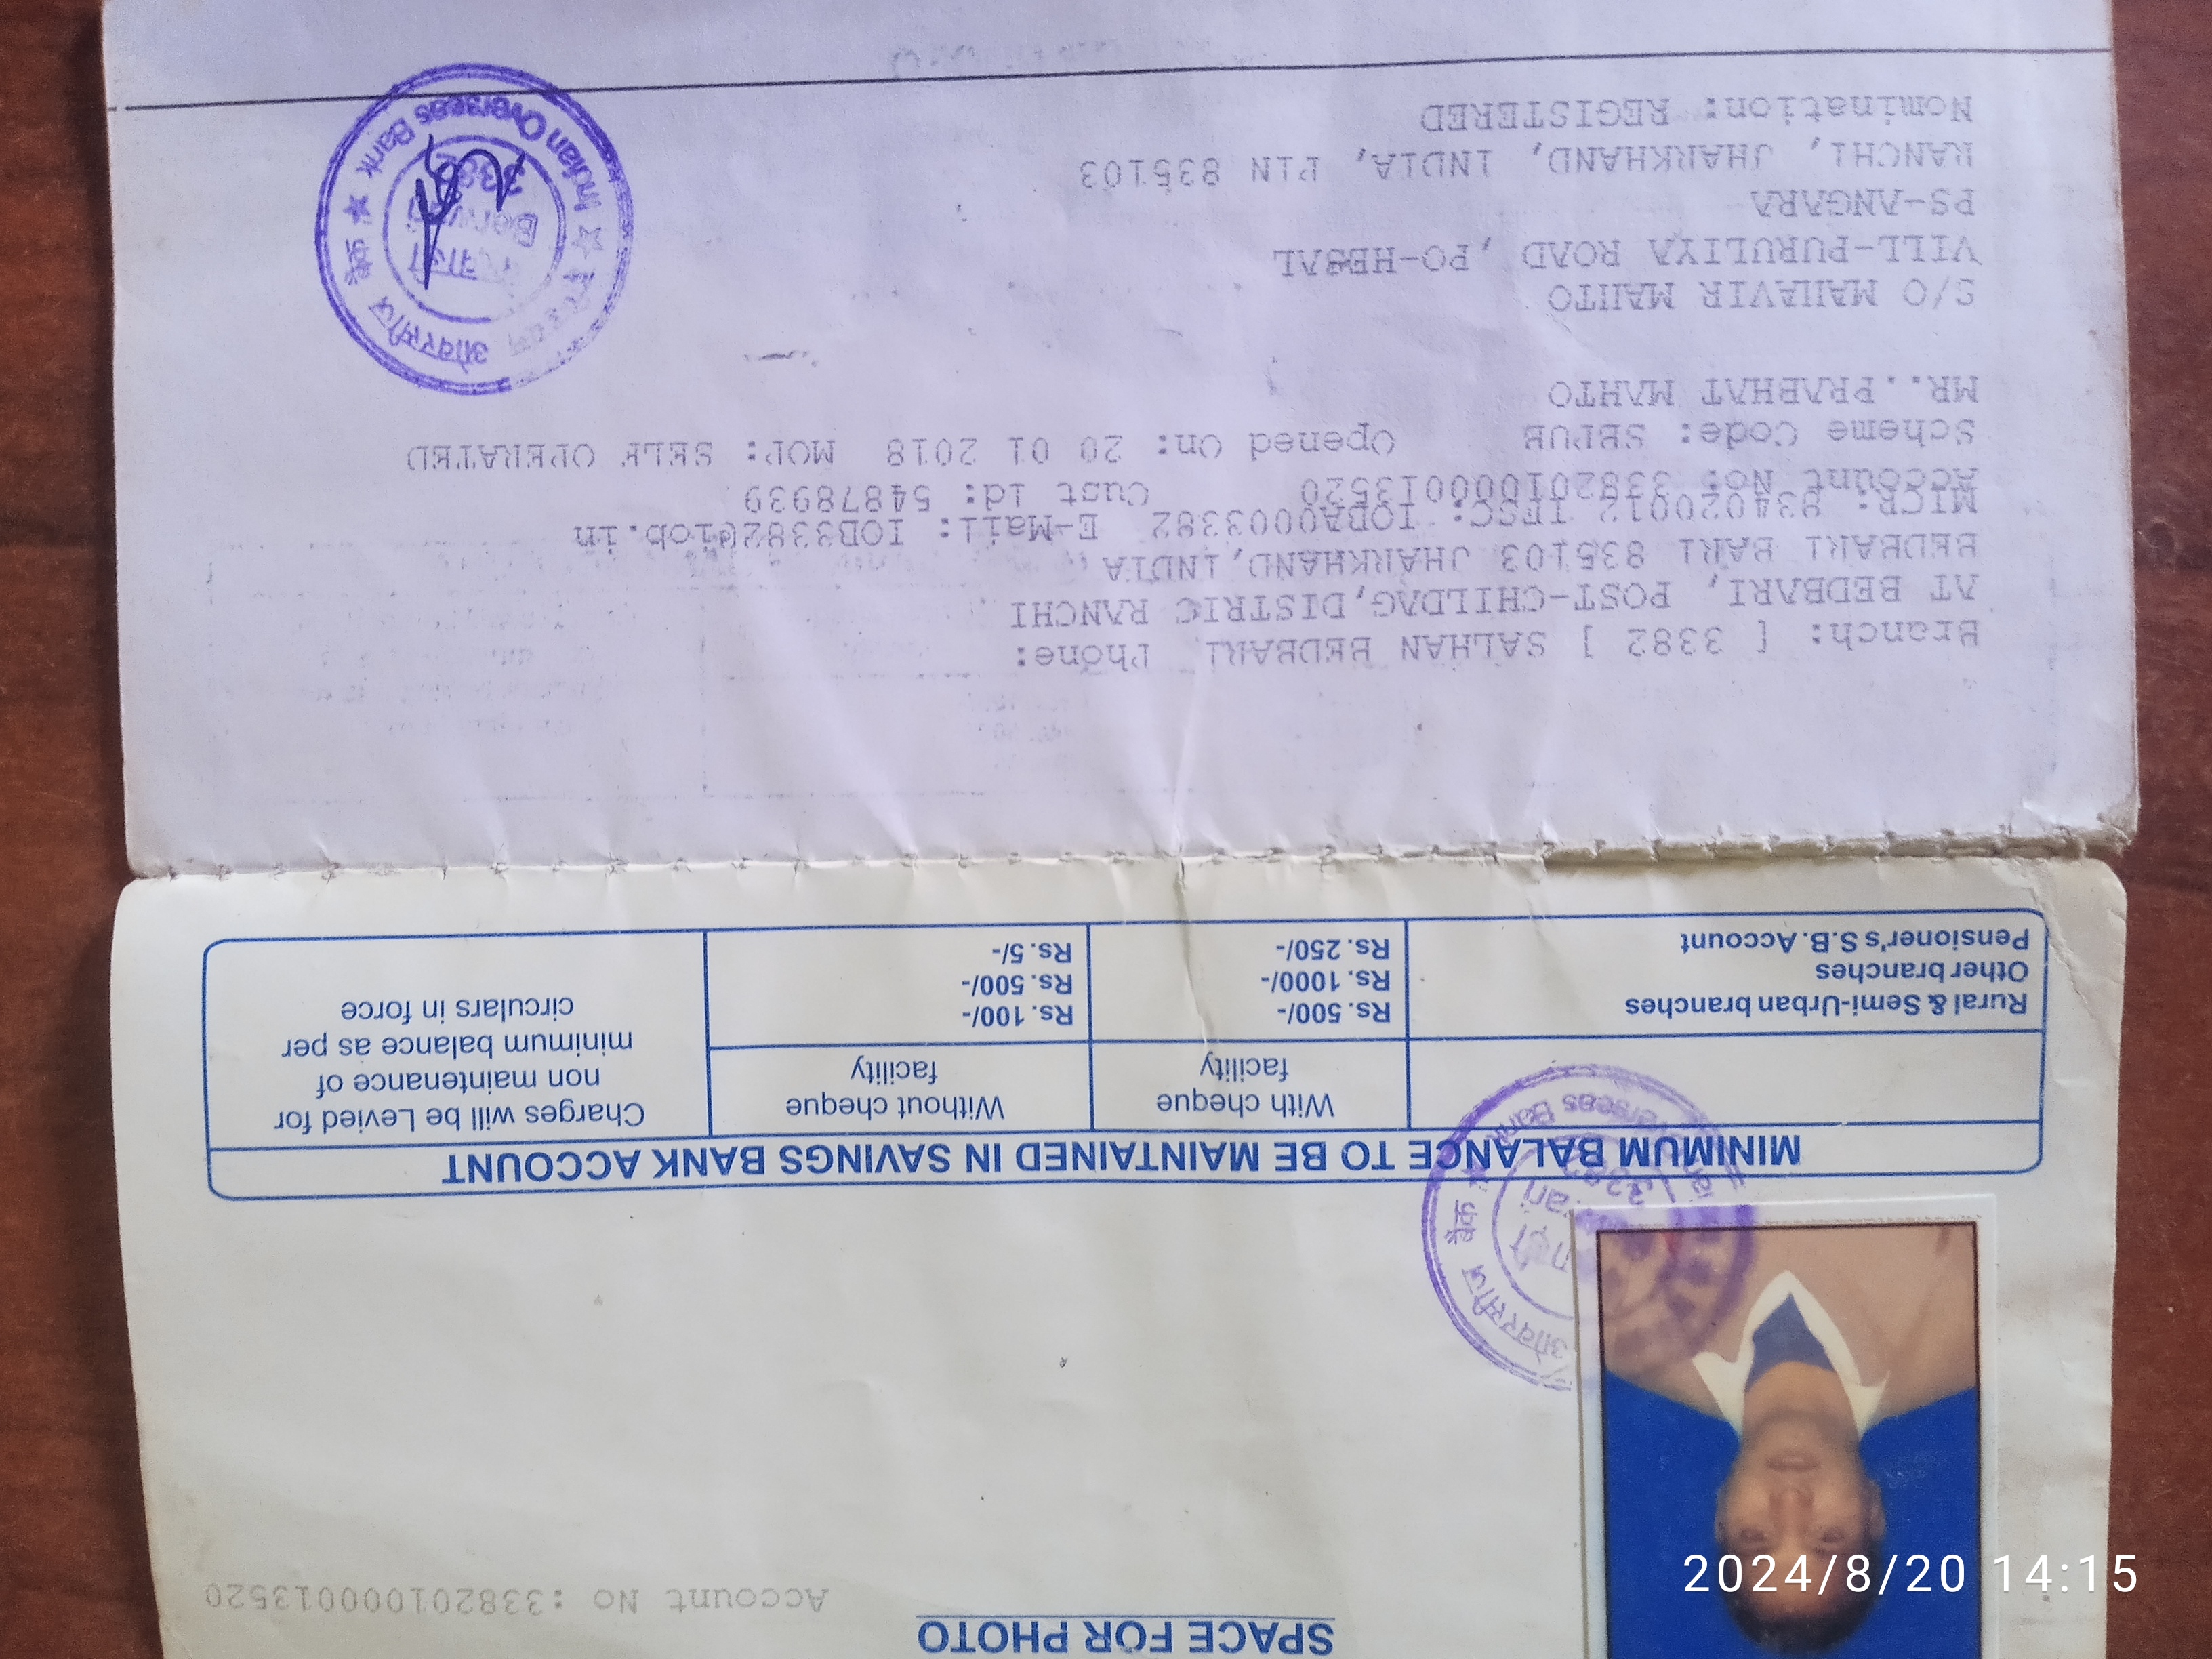 SPACE FOR PHOTO
Account No :338201000013520
MINIMUM BALANCE TO BE MAINTAINED IN SAVINGS BANK ACCOUNT
With cheque facility
Without cheque facility
Charges will be Levied for
non maintenance of
minimum balance as per
circulars in force
Rural & Semi-Urban branches Rs. 500/- Rs. 100/-
Other branches Rs. 1000/- Rs. 500/-
Pensioner's S.B. Account Rs. 250/- Rs. 5/-
ओवरसीज बैंक
Branch: [ 3382 ] SALHAN BEDBARI Phone:
AT BEDBARI, POST-CHILDAG,DISTRIC RANCHI
BEDBARI BARI 835103 JHARKHAND,INDIA
MICR: 834020012 IFSC: IOBA0003382 E-Mail: IOB3382@iob.in
Account No: 338201000013520 Cust id: 54878939
Scheme Code: SBPUB Opened On: 20 01 2018 MOP: SELF OPERATED
MR..PRABHAT MAHTO
S/O MAHAVIR MAHTO
VILL-PURULIYA ROAD ,PO-HESAL
PS-ANGARA
RANCHI, JHARKHAND, INDIA, PIN 835103
Nomination: REGISTERED
ओवरसीज बैंक
Indian Overseas Bank
2024/8/20 14:15